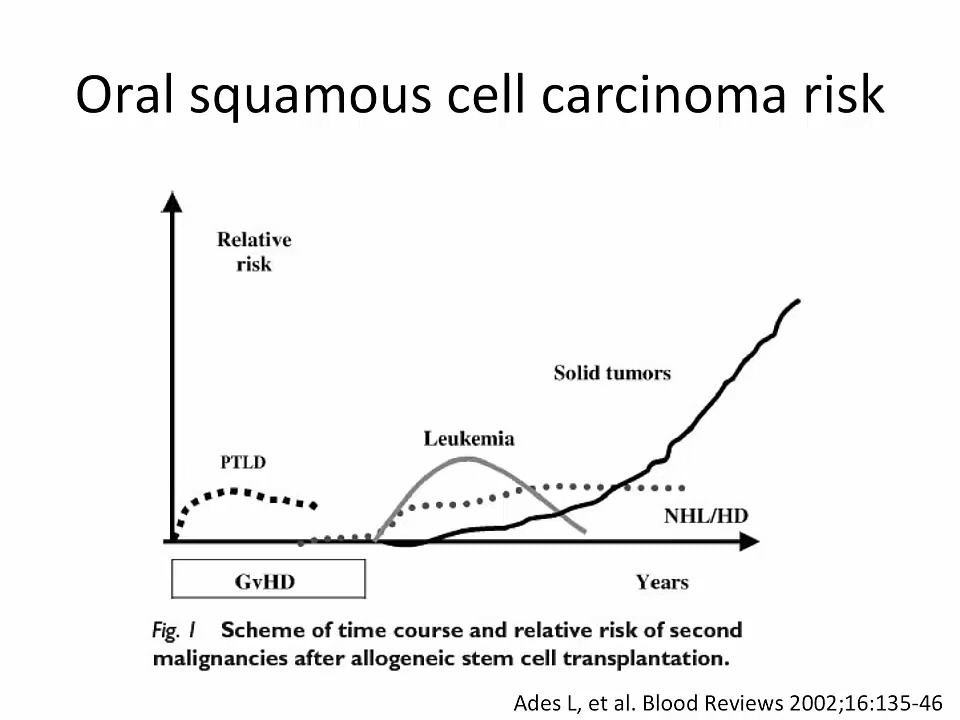 Oral squamous cell carcinoma risk
Relative
risk
Solid tumors
Leukemia
PTLD
NHL/HD
GvHD
Years
Fig. 1 Scheme of time course and relative risk of second
malignancies after allogeneic stem cell transplantation.
Ades L, et al. Blood Reviews 2002;16:135-46